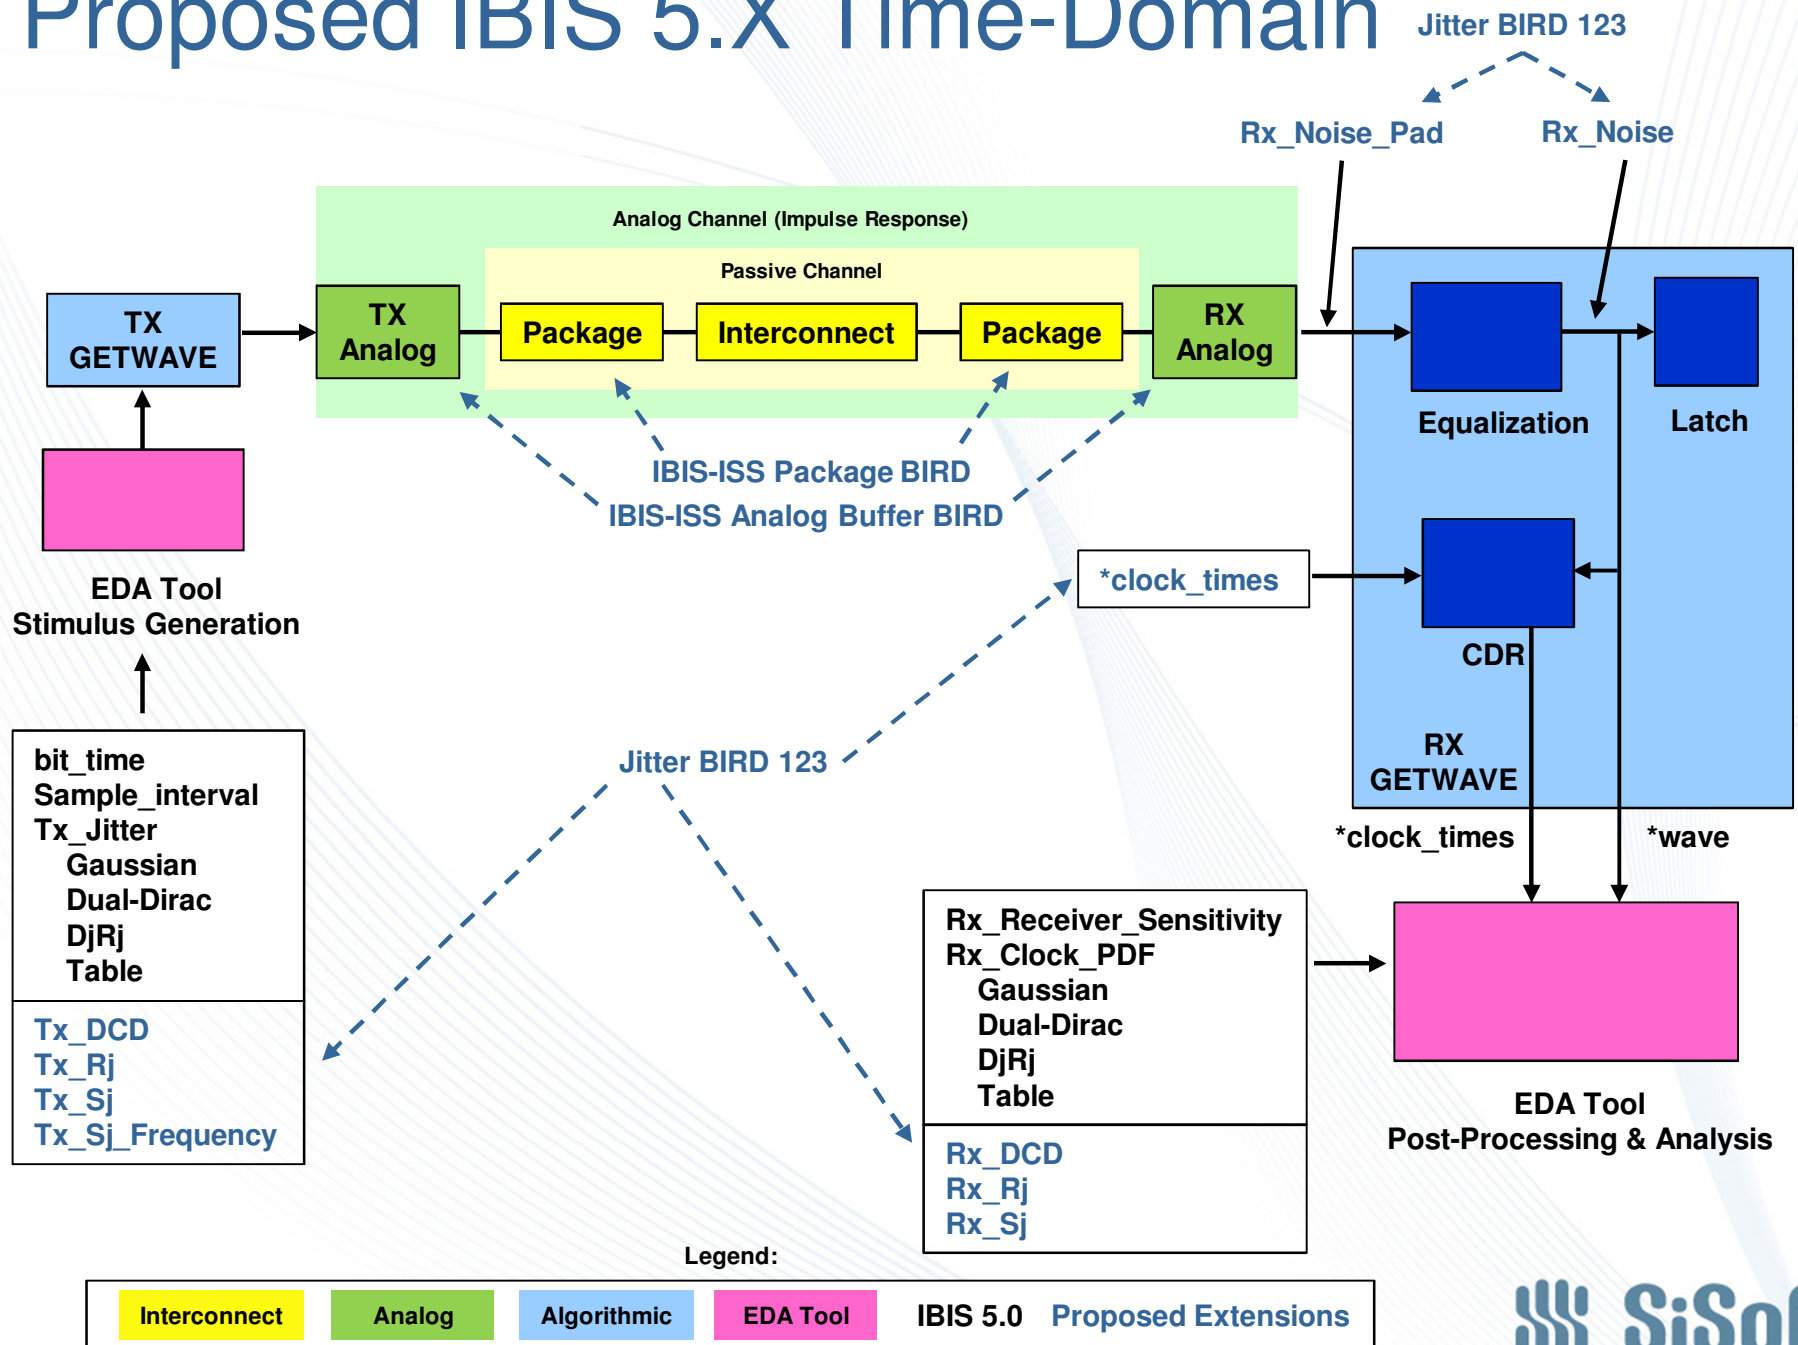 Proposed IBIS 5.X Time-Domain
Jitter BIRD 123
Rx_Noise_Pad
Rx_Noise
Analog Channel (Impulse Response)
Passive Channel
TX
GETWAVE
TX
Analog
Package
Interconnect
Package
RX
Analog
Equalization
Latch
IBIS-ISS Package BIRD
IBIS-ISS Analog Buffer BIRD
*clock_times
EDA Tool
Stimulus Generation
CDR
RX
GETWAVE
Jitter BIRD 123
*clock_times
*wave
bit_time
Sample_interval
Tx_Jitter
Gaussian
Dual-Dirac
DjRj
Table
Tx_DCD
Tx_Rj
Tx_Sj
Tx_Sj_Frequency
Rx_Receiver_Sensitivity
Rx_Clock_PDF
Gaussian
Dual-Dirac
DjRj
Table
Rx_DCD
Rx_Rj
Rx_Sj
EDA Tool
Post-Processing & Analysis
Legend:
Interconnect
Analog
Algorithmic
EDA Tool
IBIS 5.0
Proposed Extensions
SiSof